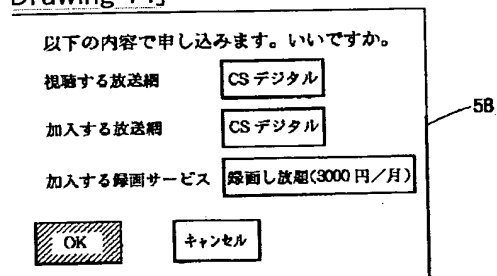 Drawing 14]
以下の内容で申し込みます。いいですか。
視聴する放送網 CSデジタル
5B
加入する放送網 CSデジタル
加入する録画サービス 録画し放題(3000円/月)
OK キャンセル